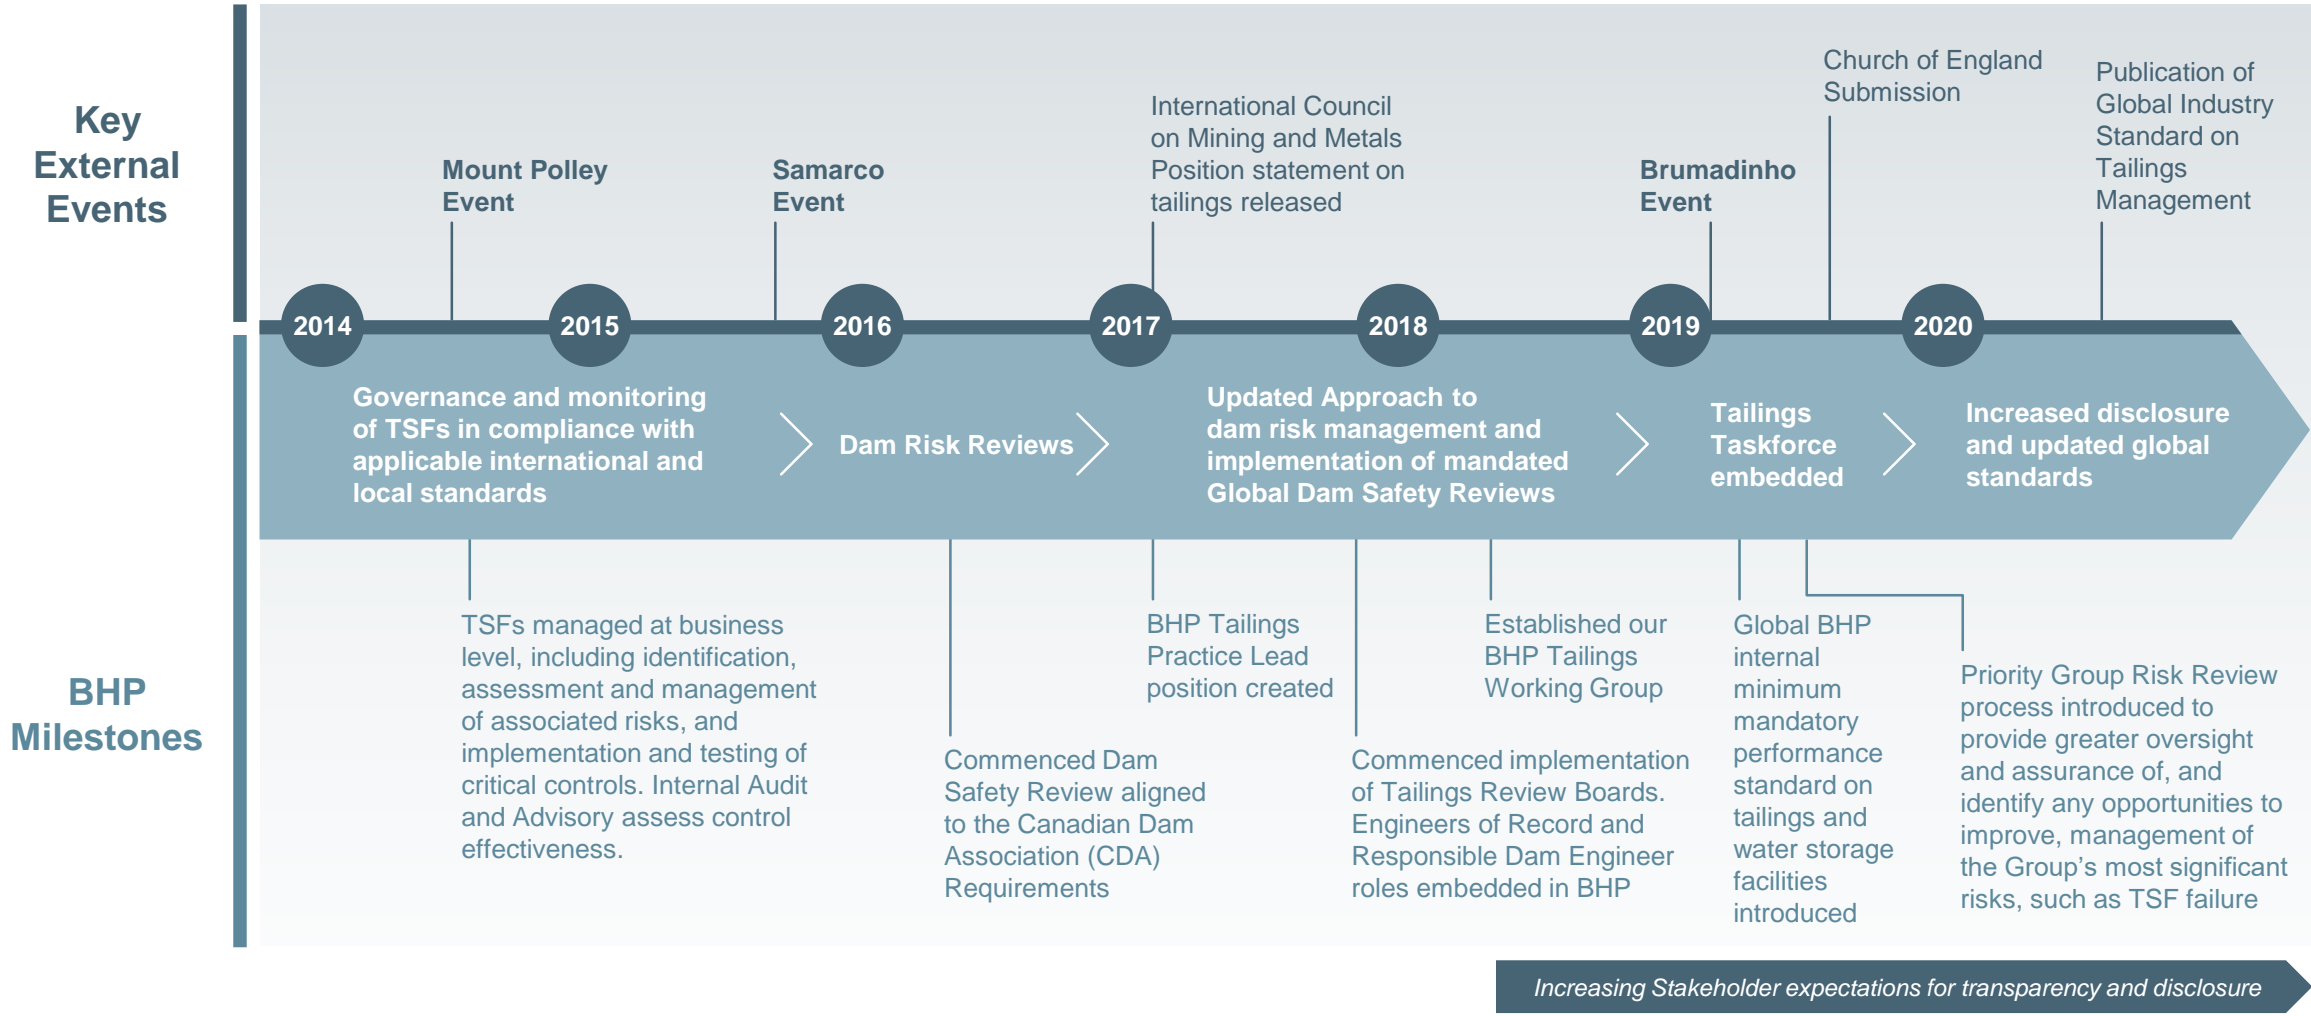 Key
External
Events
Mount Polley
Event
Samarco
Event
International Council
on Mining and Metals
Position statement on
tailings released
Brumadinho
Event
Church of England
Submission
Publication of
Global Industry
Standard on
Tailings
Management
2014
2015
2016
2017
2018
2019
2020
Governance and monitoring
of TSFs in compliance with
applicable international and
local standards
Dam Risk Reviews
Updated Approach to
dam risk management and
implementation of mandated
Global Dam Safety Reviews
Tailings
Taskforce
embedded
Increased disclosure
and updated global
standards
BHP
Milestones
TSFs managed at business
level, including identification,
assessment and management
of associated risks, and
implementation and testing of
critical controls. Internal Audit
and Advisory assess control
effectiveness.
Commenced Dam
Safety Review aligned
to the Canadian Dam
Association (CDA)
Requirements
BHP Tailings
Practice Lead
position created
Commenced implementation
of Tailings Review Boards.
Engineers of Record and
Responsible Dam Engineer
roles embedded in BHP
Established our
BHP Tailings
Working Group
Global BHP
internal
minimum
mandatory
performance
standard on
tailings and
water storage
facilities
introduced
Priority Group Risk Review
process introduced to
provide greater oversight
and assurance of, and
identify any opportunities to
improve, management of
the Group’s most significant
risks, such as TSF failure
Increasing Stakeholder expectations for transparency and disclosure